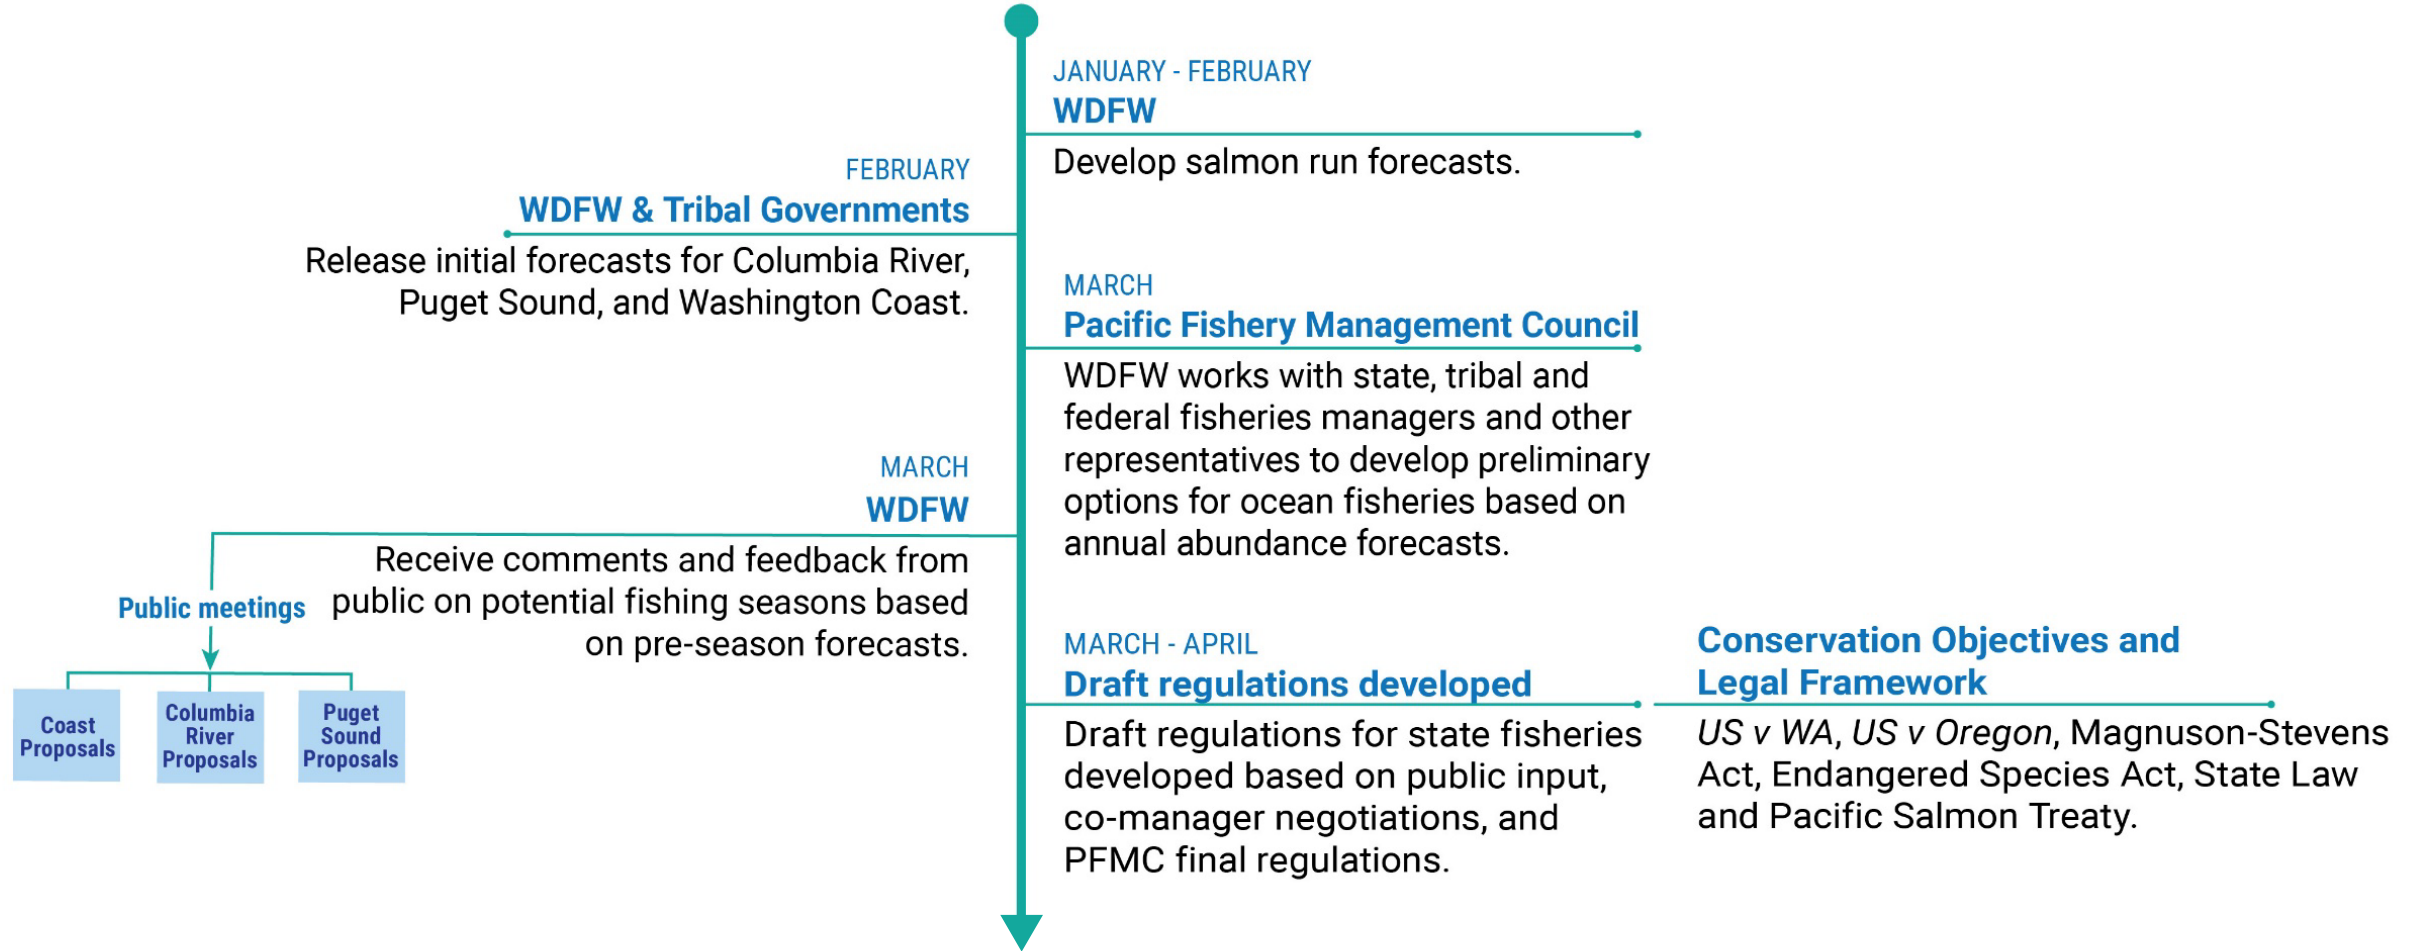 JANUARY - FEBRUARY
WDFW
Develop salmon run forecasts.
FEBRUARY
WDFW & Tribal Governments
Release initial forecasts for Columbia River,
Puget Sound, and Washington Coast.
MARCH
Pacific Fishery Management Council
WDFW works with state, tribal and
federal fisheries managers and other
representatives to develop preliminary
options for ocean fisheries based on
annual abundance forecasts.
MARCH
WDFW
Receive comments and feedback from
public on potential fishing seasons based
on pre-season forecasts.
Public meetings
Coast
Proposals
Columbia
River
Proposals
Puget
Sound
Proposals
MARCH - APRIL
Draft regulations developed
Draft regulations for state fisheries
developed based on public input,
co-manager negotiations, and
PFMC final regulations.
Conservation Objectives and
Legal Framework
US v WA, US v Oregon, Magnuson-Stevens
Act, Endangered Species Act, State Law
and Pacific Salmon Treaty.